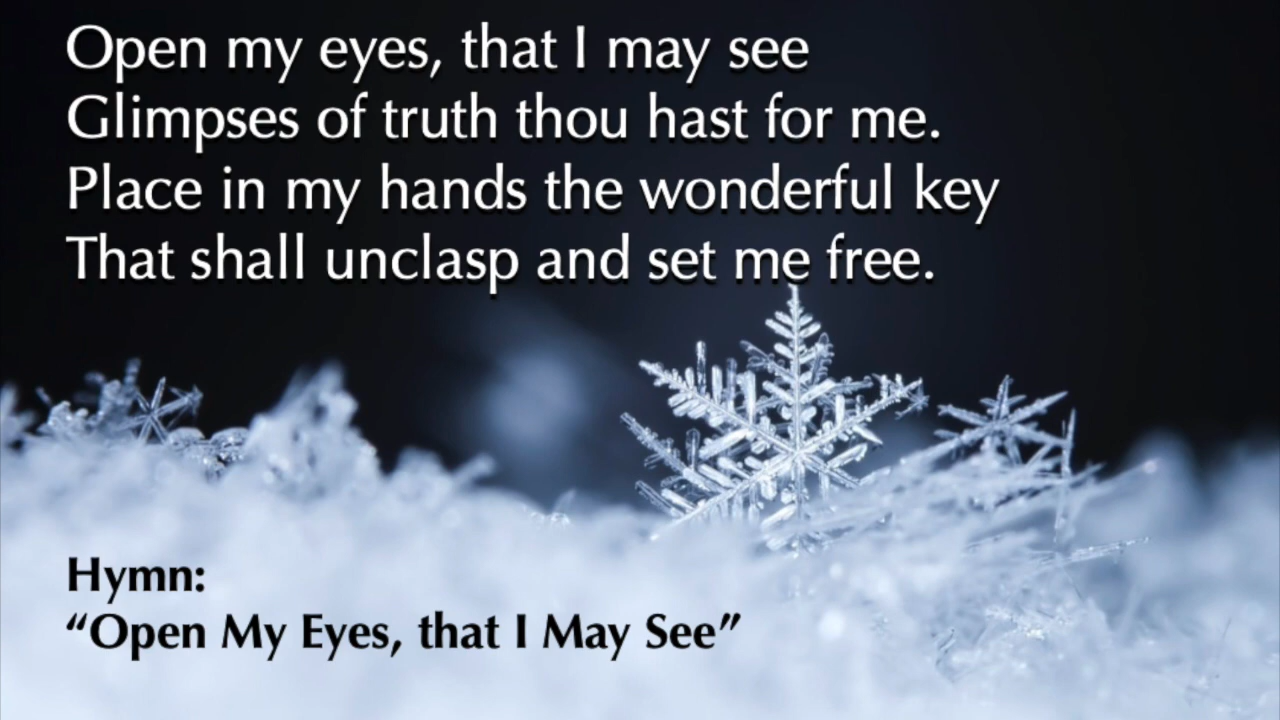 Open my eyes, that I may see
Glimpses of truth thou hast for me.
Place in my hands the wonderful key
That shall unclasp and set me free.
Hymn:
“Open My Eyes, that I May See”